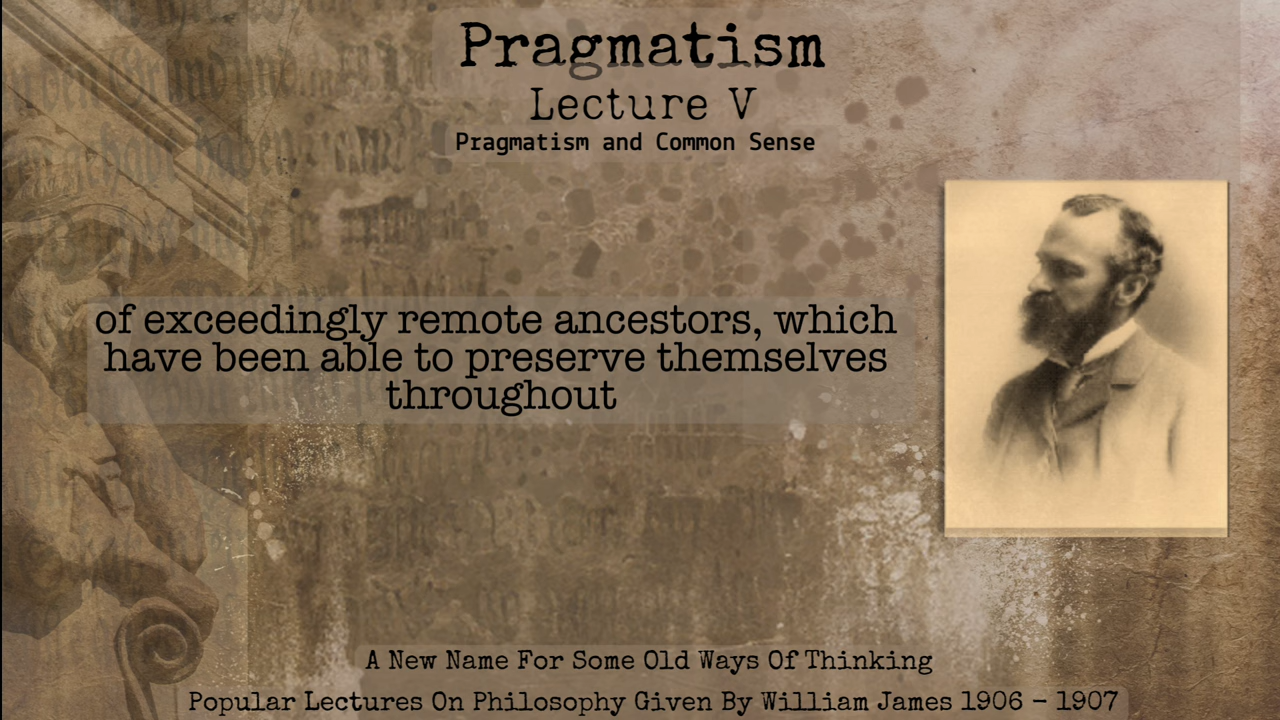 Pragmatism
Lecture V
Pragmatism and Common Sense
of exceedingly remote ancestors, which
have been able to preserve themselves
throughout
A New Name For Some Old Ways Of Thinking
Popular Lectures On Philosophy Given By William James 1906 - 1907